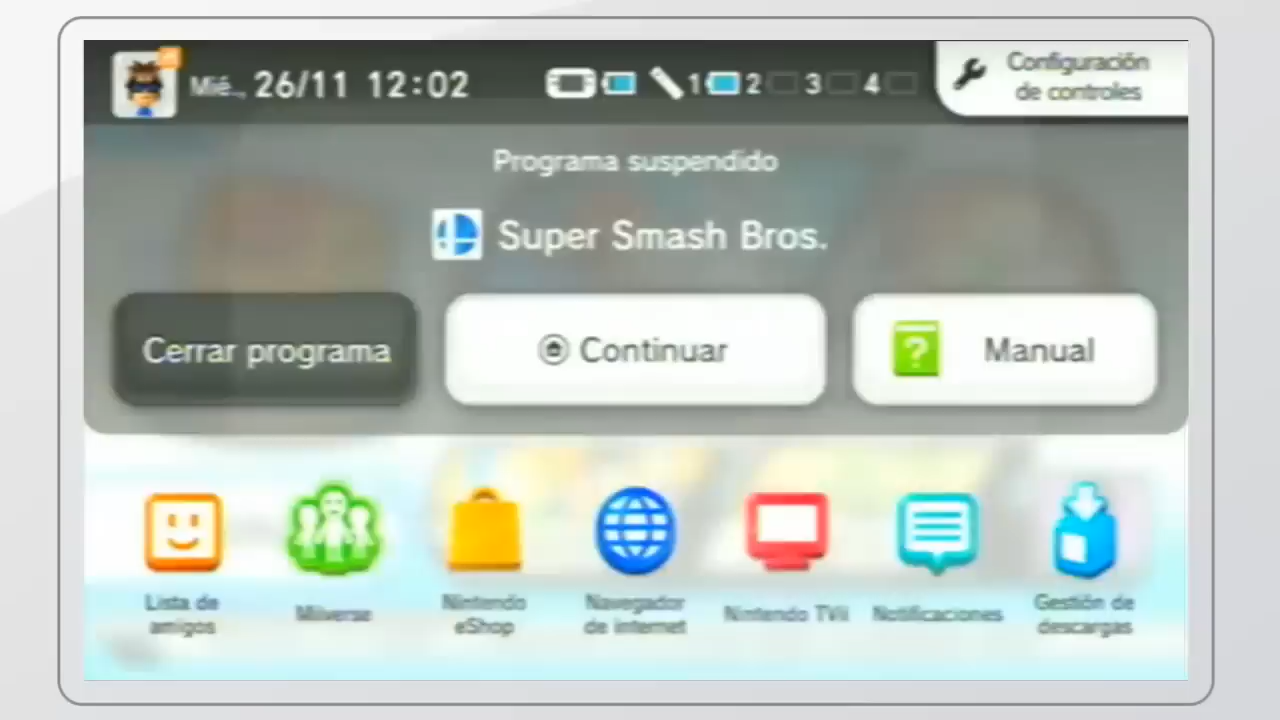 Mié., 26/11 12:02
1 2 3 4
Configuración
de controles
Programa suspendido
Super Smash Bros.
Cerrar programa
Continuar
Manual
Lista de
amigos
Miiverse
Nintendo
eShop
Navegador
de internet
Nintendo TVii
Notificaciones
Gestión de
descargas